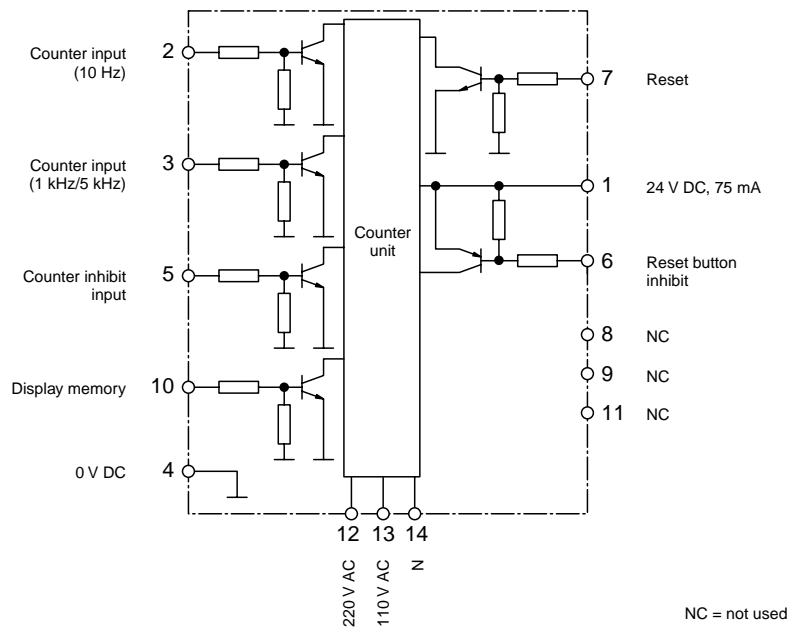 Counter input
(10 Hz)
2
Counter input
(1 kHz/5 kHz)
3
Counter inhibit
input
5
Display memory
10
0 V DC
4
Counter
unit
7
Reset
1
24 V DC, 75 mA
6
Reset button
inhibit
8
NC
9
NC
11
NC
12
13
14
220 V AC
110 V AC
N
NC = not used